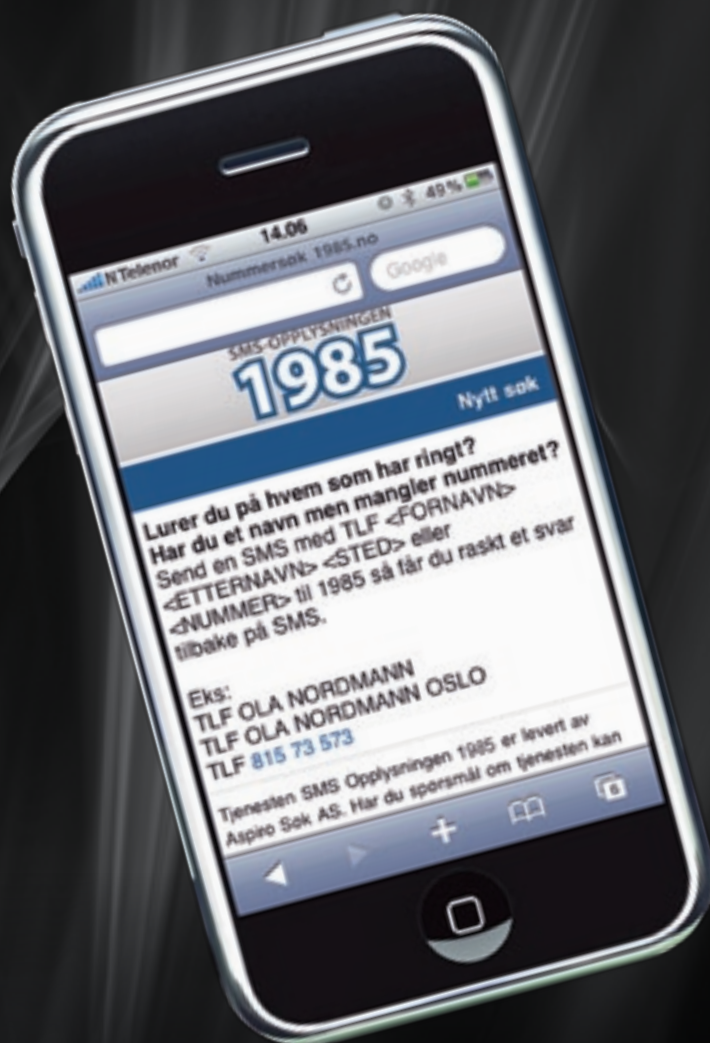 N Telenor 14.06 49%
Nummersøk 1985.no
Google
SMS-OPPLYSNINGEN
1985
Nytt søk
Lurer du på hvem som har ringt?
Har du et navn men mangler nummeret?
Send en SMS med TLF <FORNAVN>
<ETTERNAVN> <STED> eller
<NUMMER> til 1985 så får du raskt et svar
tilbake på SMS.
Eks:
TLF OLA NORDMANN
TLF OLA NORDMANN OSLO
TLF 815 73 573
Tjenesten SMS Opplysningen 1985 er levert av
Aspiro Søk AS. Har du spørsmål om tjenesten kan
6